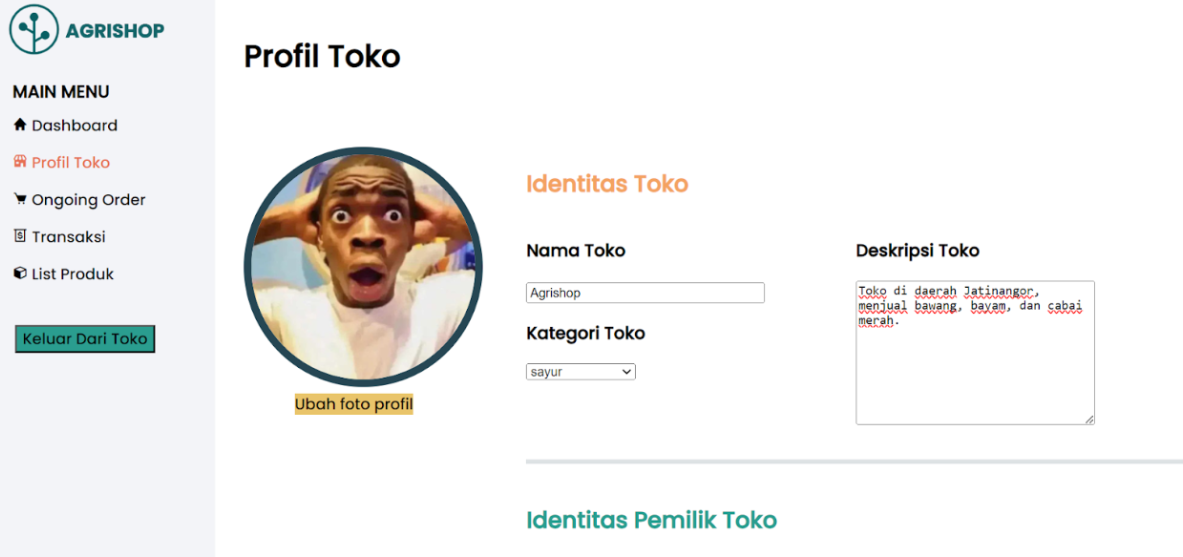 AGRISHOP
MAIN MENU
Dashboard
Profil Toko
Ongoing Order
Transaksi
List Produk
Keluar Dari Toko
Profil Toko
Ubah foto profil
Identitas Toko
Nama Toko
Agrishop
Kategori Toko
sayur
Deskripsi Toko
Toko di daerah Jatinangor,
menjual bawang, bayam, dan cabai
merah.
Identitas Pemilik Toko